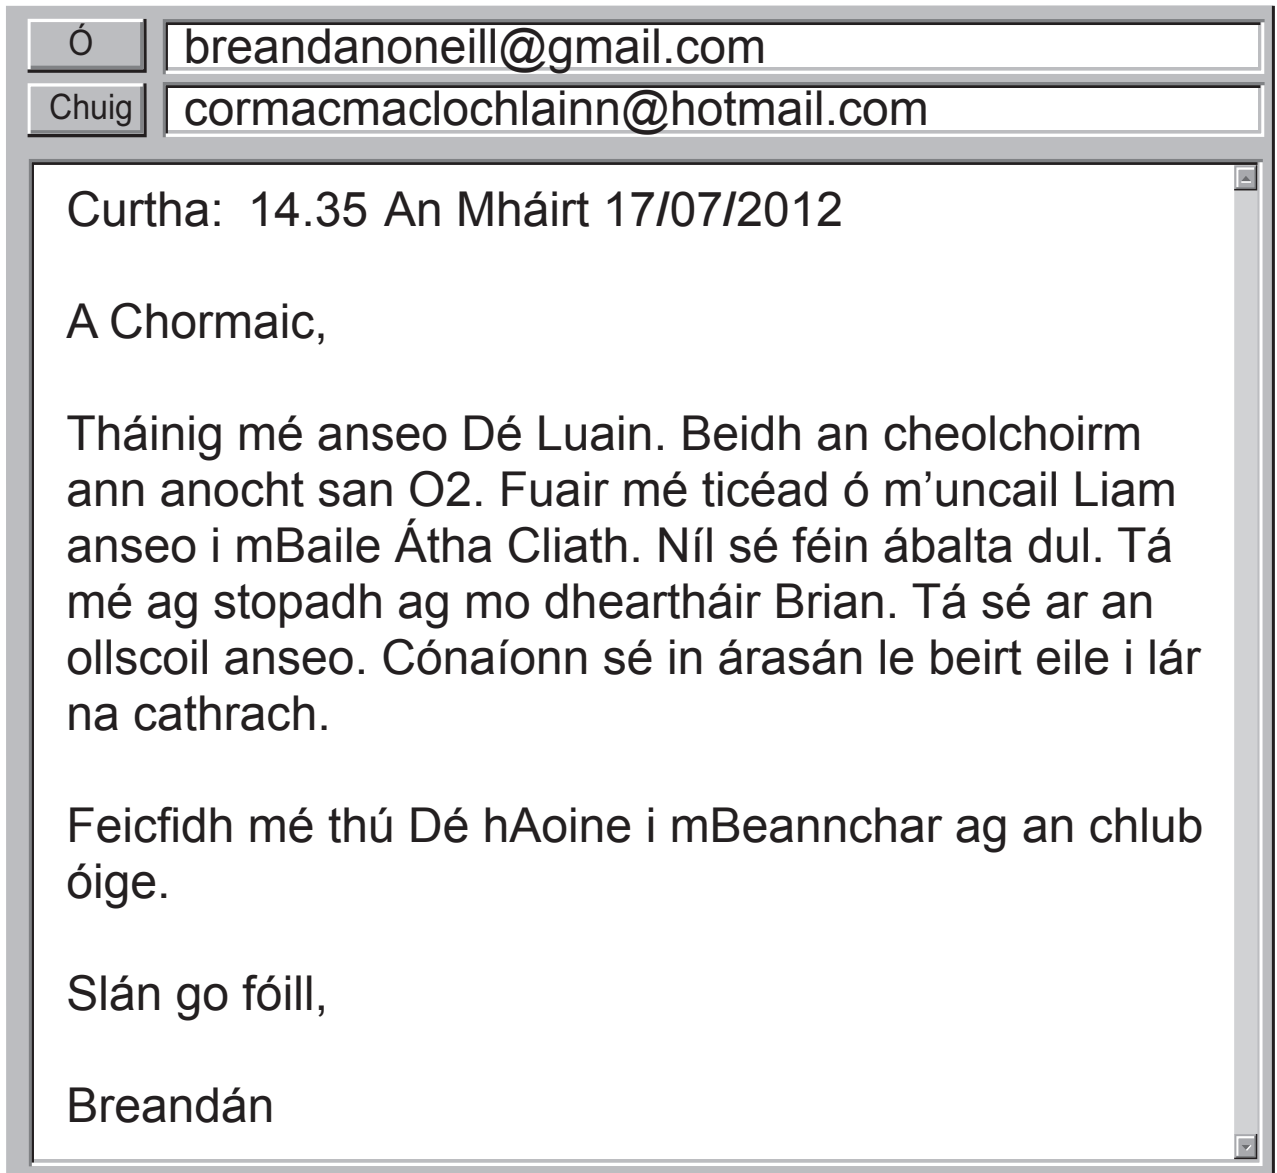 Ó breandanoneill@gmail.com
Chuig cormacmaclochlainn@hotmail.com
Curtha: 14.35 An Mháirt 17/07/2012
A Chormaic,
Tháinig mé anseo Dé Luain. Beidh an cheolchoirm
ann anocht san O2. Fuair mé ticéad ó m’uncail Liam
anseo i mBaile Átha Cliath. Níl sé féin ábalta dul. Tá
mé ag stopadh ag mo dheartháir Brian. Tá sé ar an
ollscoil anseo. Cónaíonn sé in árasán le beirt eile i lár
na cathrach.
Feicfidh mé thú Dé hAoine i mBeannchar ag an chlub
óige.
Slán go fóill,
Breandán